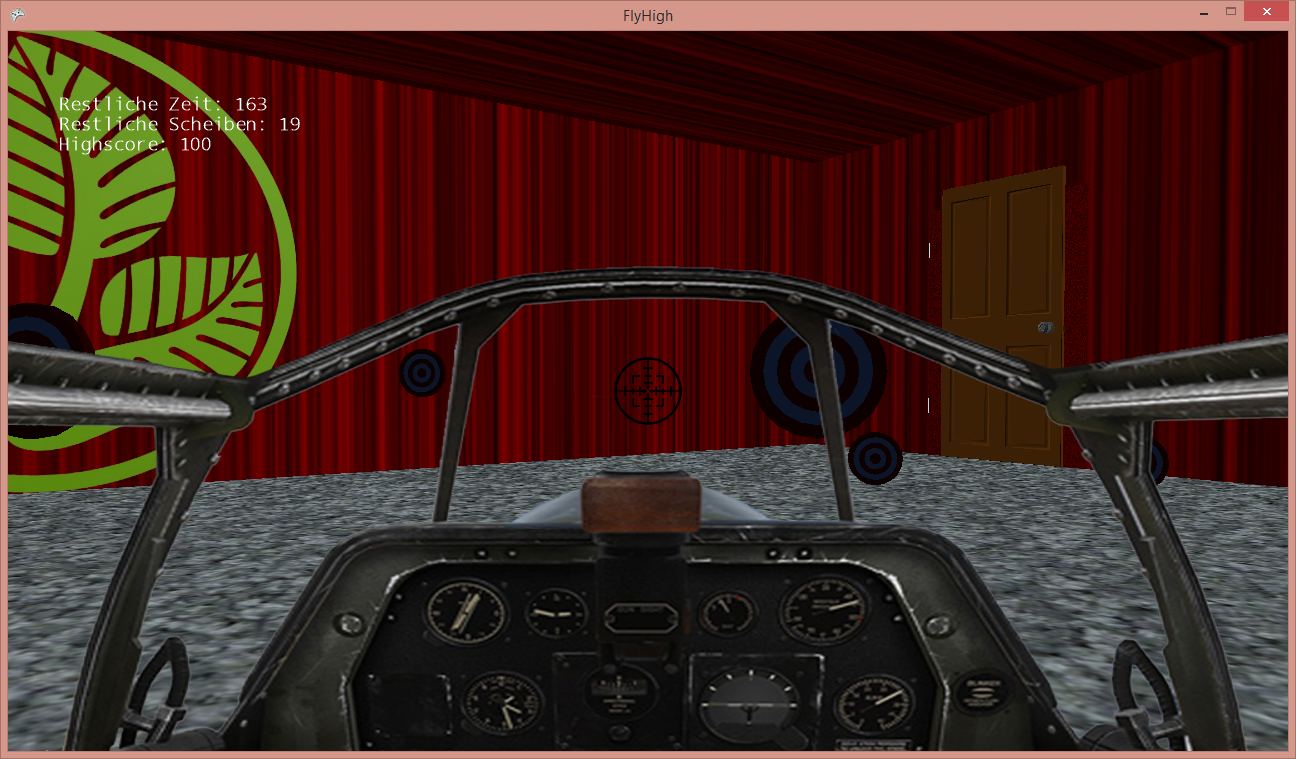 FlyHigh
Restliche Zeit: 163
Restliche Scheiben: 19
Highscore: 100